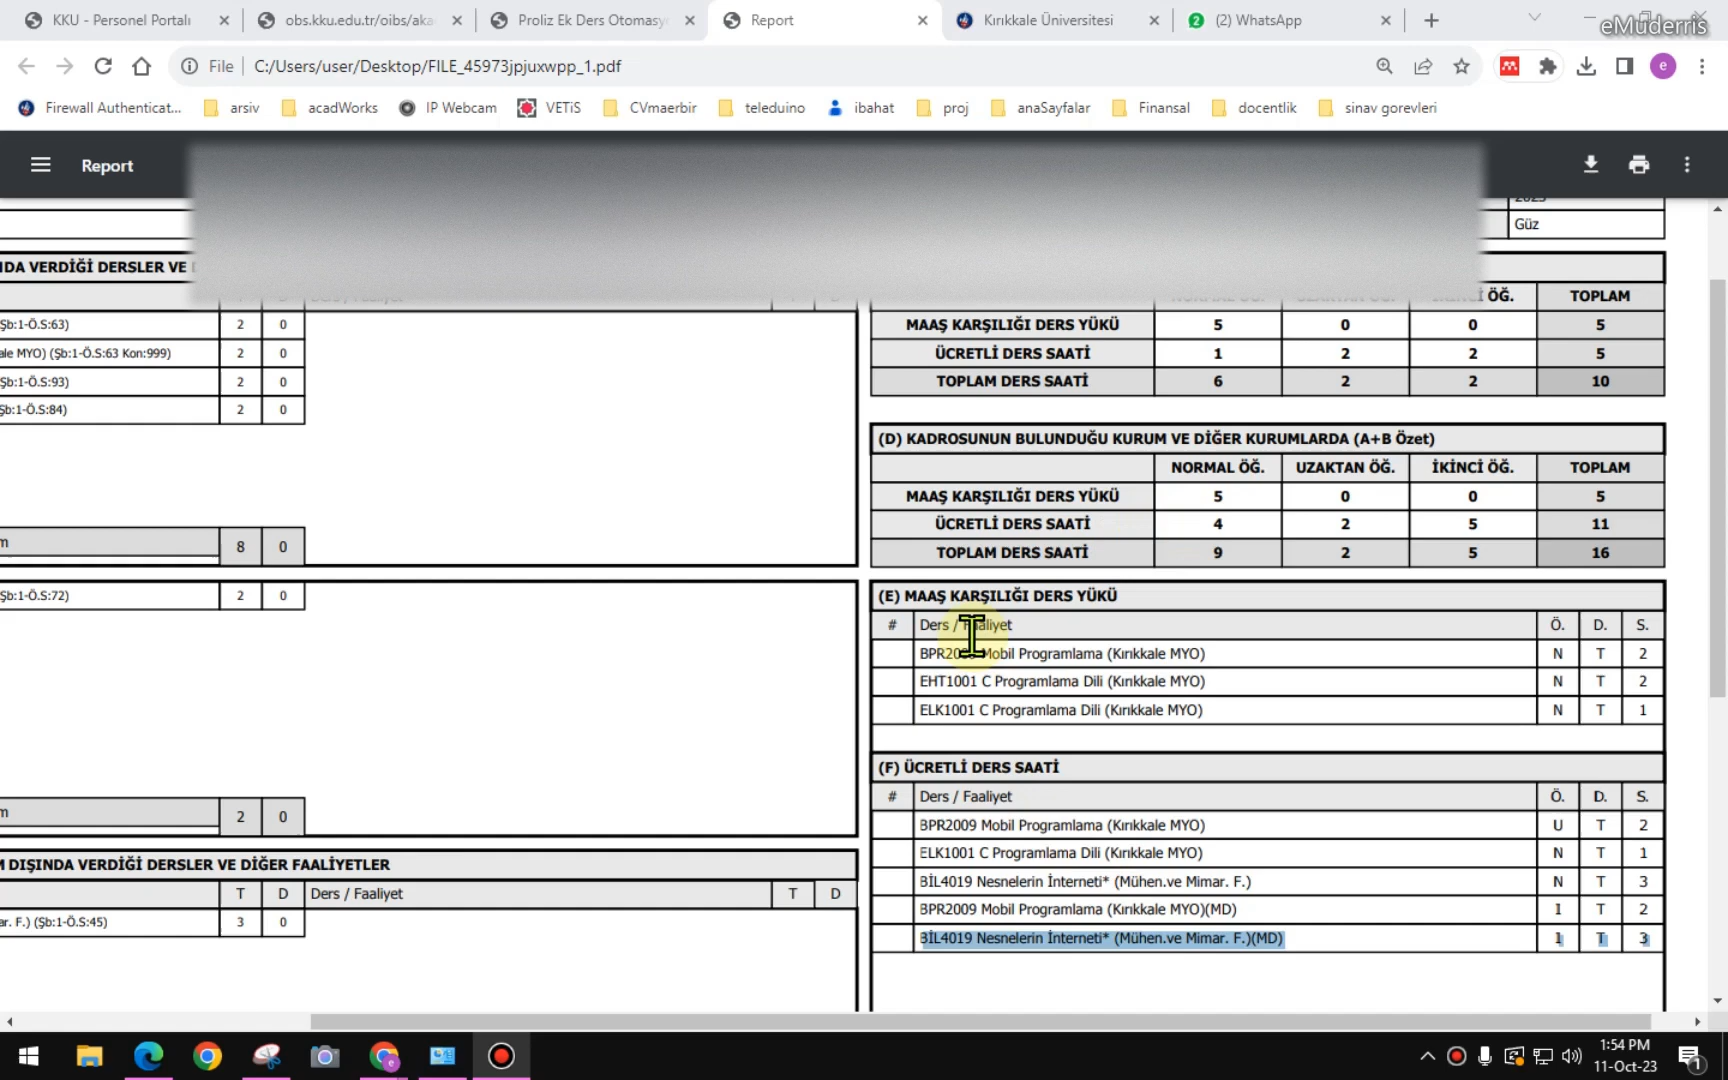 KKU - Personel Portalı
obs.kku.edu.tr/oibs/aka
Proliz Ek Ders Otomasy
Report
Kırıkkale Üniversitesi
(2) WhatsApp
eMüderris
File
C:/Users/user/Desktop/FILE_45973jpjuxwpp_1.pdf
Firewall Authenticat...
arsiv
acadWorks
IP Webcam
VETiS
CVmaerbir
teleduino
ibahat
proj
anaSayfalar
Finansal
docentlik
sinav gorevleri
Report
Güz
NDA VERDİĞİ DERSLER VE
ÖĞ. TOPLAM
Şb:1-Ö.S:63) 2 0
ale MYO) (Şb:1-Ö.S:63 Kon:999) 2 0
Şb:1-Ö.S:93) 2 0
Şb:1-Ö.S:84) 2 0
m 8 0
Şb:1-Ö.S:72) 2 0
m 2 0
M DIŞINDA VERDİĞİ DERSLER VE DİĞER FAALİYETLER
T D Ders / Faaliyet T D
ar. F.) (Şb:1-Ö.S:45) 3 0
MAAŞ KARŞILIĞI DERS YÜKÜ 5 0 0 5
ÜCRETLİ DERS SAATİ 1 2 2 5
TOPLAM DERS SAATİ 6 2 2 10
(D) KADROSUNUN BULUNDUĞU KURUM VE DİĞER KURUMLARDA (A+B Özet)
NORMAL ÖĞ. UZAKTAN ÖĞ. İKİNCİ ÖĞ. TOPLAM
MAAŞ KARŞILIĞI DERS YÜKÜ 5 0 0 5
ÜCRETLİ DERS SAATİ 4 2 5 11
TOPLAM DERS SAATİ 9 2 5 16
(E) MAAŞ KARŞILIĞI DERS YÜKÜ
# Ders / Faaliyet Ö. D. S.
BPR2009 Mobil Programlama (Kırıkkale MYO) N T 2
EHT1001 C Programlama Dili (Kırıkkale MYO) N T 2
ELK1001 C Programlama Dili (Kırıkkale MYO) N T 1
(F) ÜCRETLİ DERS SAATİ
# Ders / Faaliyet Ö. D. S.
BPR2009 Mobil Programlama (Kırıkkale MYO) U T 2
ELK1001 C Programlama Dili (Kırıkkale MYO) N T 1
BİL4019 Nesnelerin İnterneti* (Mühen.ve Mimar. F.) N T 3
BPR2009 Mobil Programlama (Kırıkkale MYO)(MD) I T 2
BİL4019 Nesnelerin İnterneti* (Mühen.ve Mimar. F.)(MD) I T 3
1:54 PM
11-Oct-23